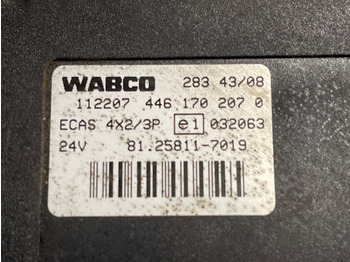 WABCO 283 43/08
112207 446 170 207 0
ECAS 4X2/3P e1 032063
24V 81.25811-7019